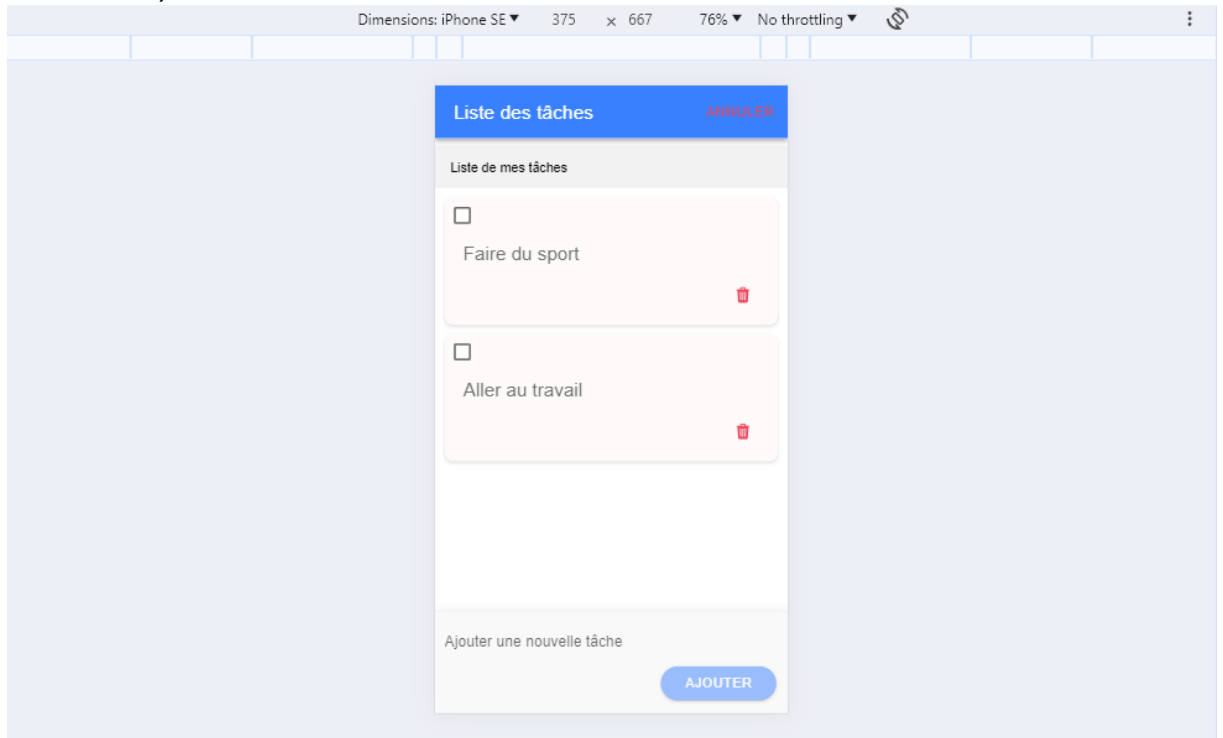 Dimensions: iPhone SE ▼ 375 × 667 76% ▼ No throttling ▼
Liste des tâches ANNULER
Liste de mes tâches
Faire du sport
Aller au travail
Ajouter une nouvelle tâche
AJOUTER